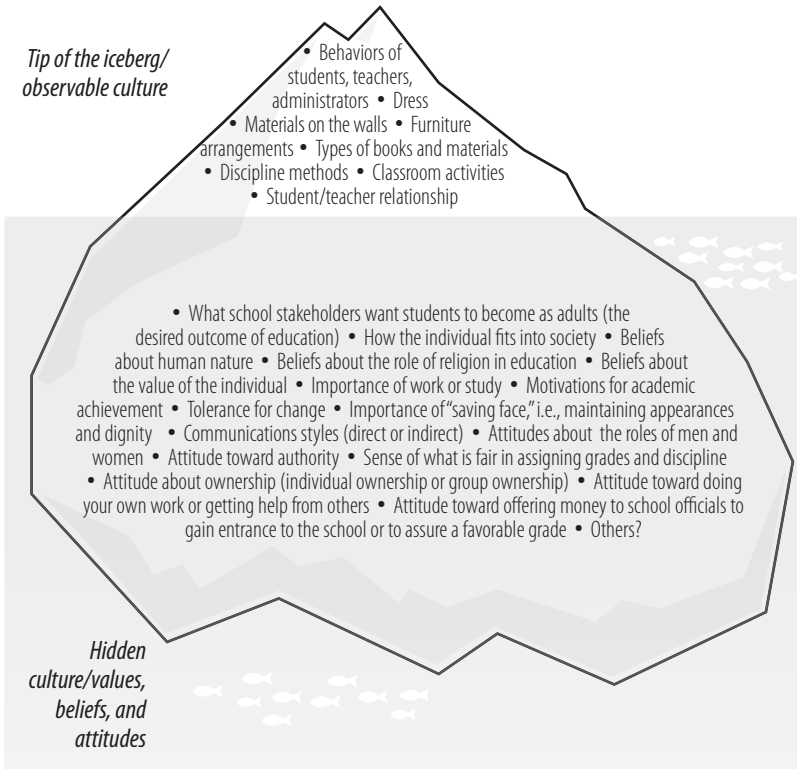 Tip of the iceberg/
observable culture
• Behaviors of
students, teachers,
administrators • Dress
• Materials on the walls • Furniture
arrangements • Types of books and materials
• Discipline methods • Classroom activities
• Student/teacher relationship
• What school stakeholders want students to become as adults (the
desired outcome of education) • How the individual fits into society • Beliefs
about human nature • Beliefs about the role of religion in education • Beliefs about
the value of the individual • Importance of work or study • Motivations for academic
achievement • Tolerance for change • Importance of “saving face,” i.e., maintaining appearances
and dignity • Communications styles (direct or indirect) • Attitudes about the roles of men and
women • Attitude toward authority • Sense of what is fair in assigning grades and discipline
• Attitude about ownership (individual ownership or group ownership) • Attitude toward doing
your own work or getting help from others • Attitude toward offering money to school officials to
gain entrance to the school or to assure a favorable grade • Others?
Hidden
culture/values,
beliefs, and
attitudes